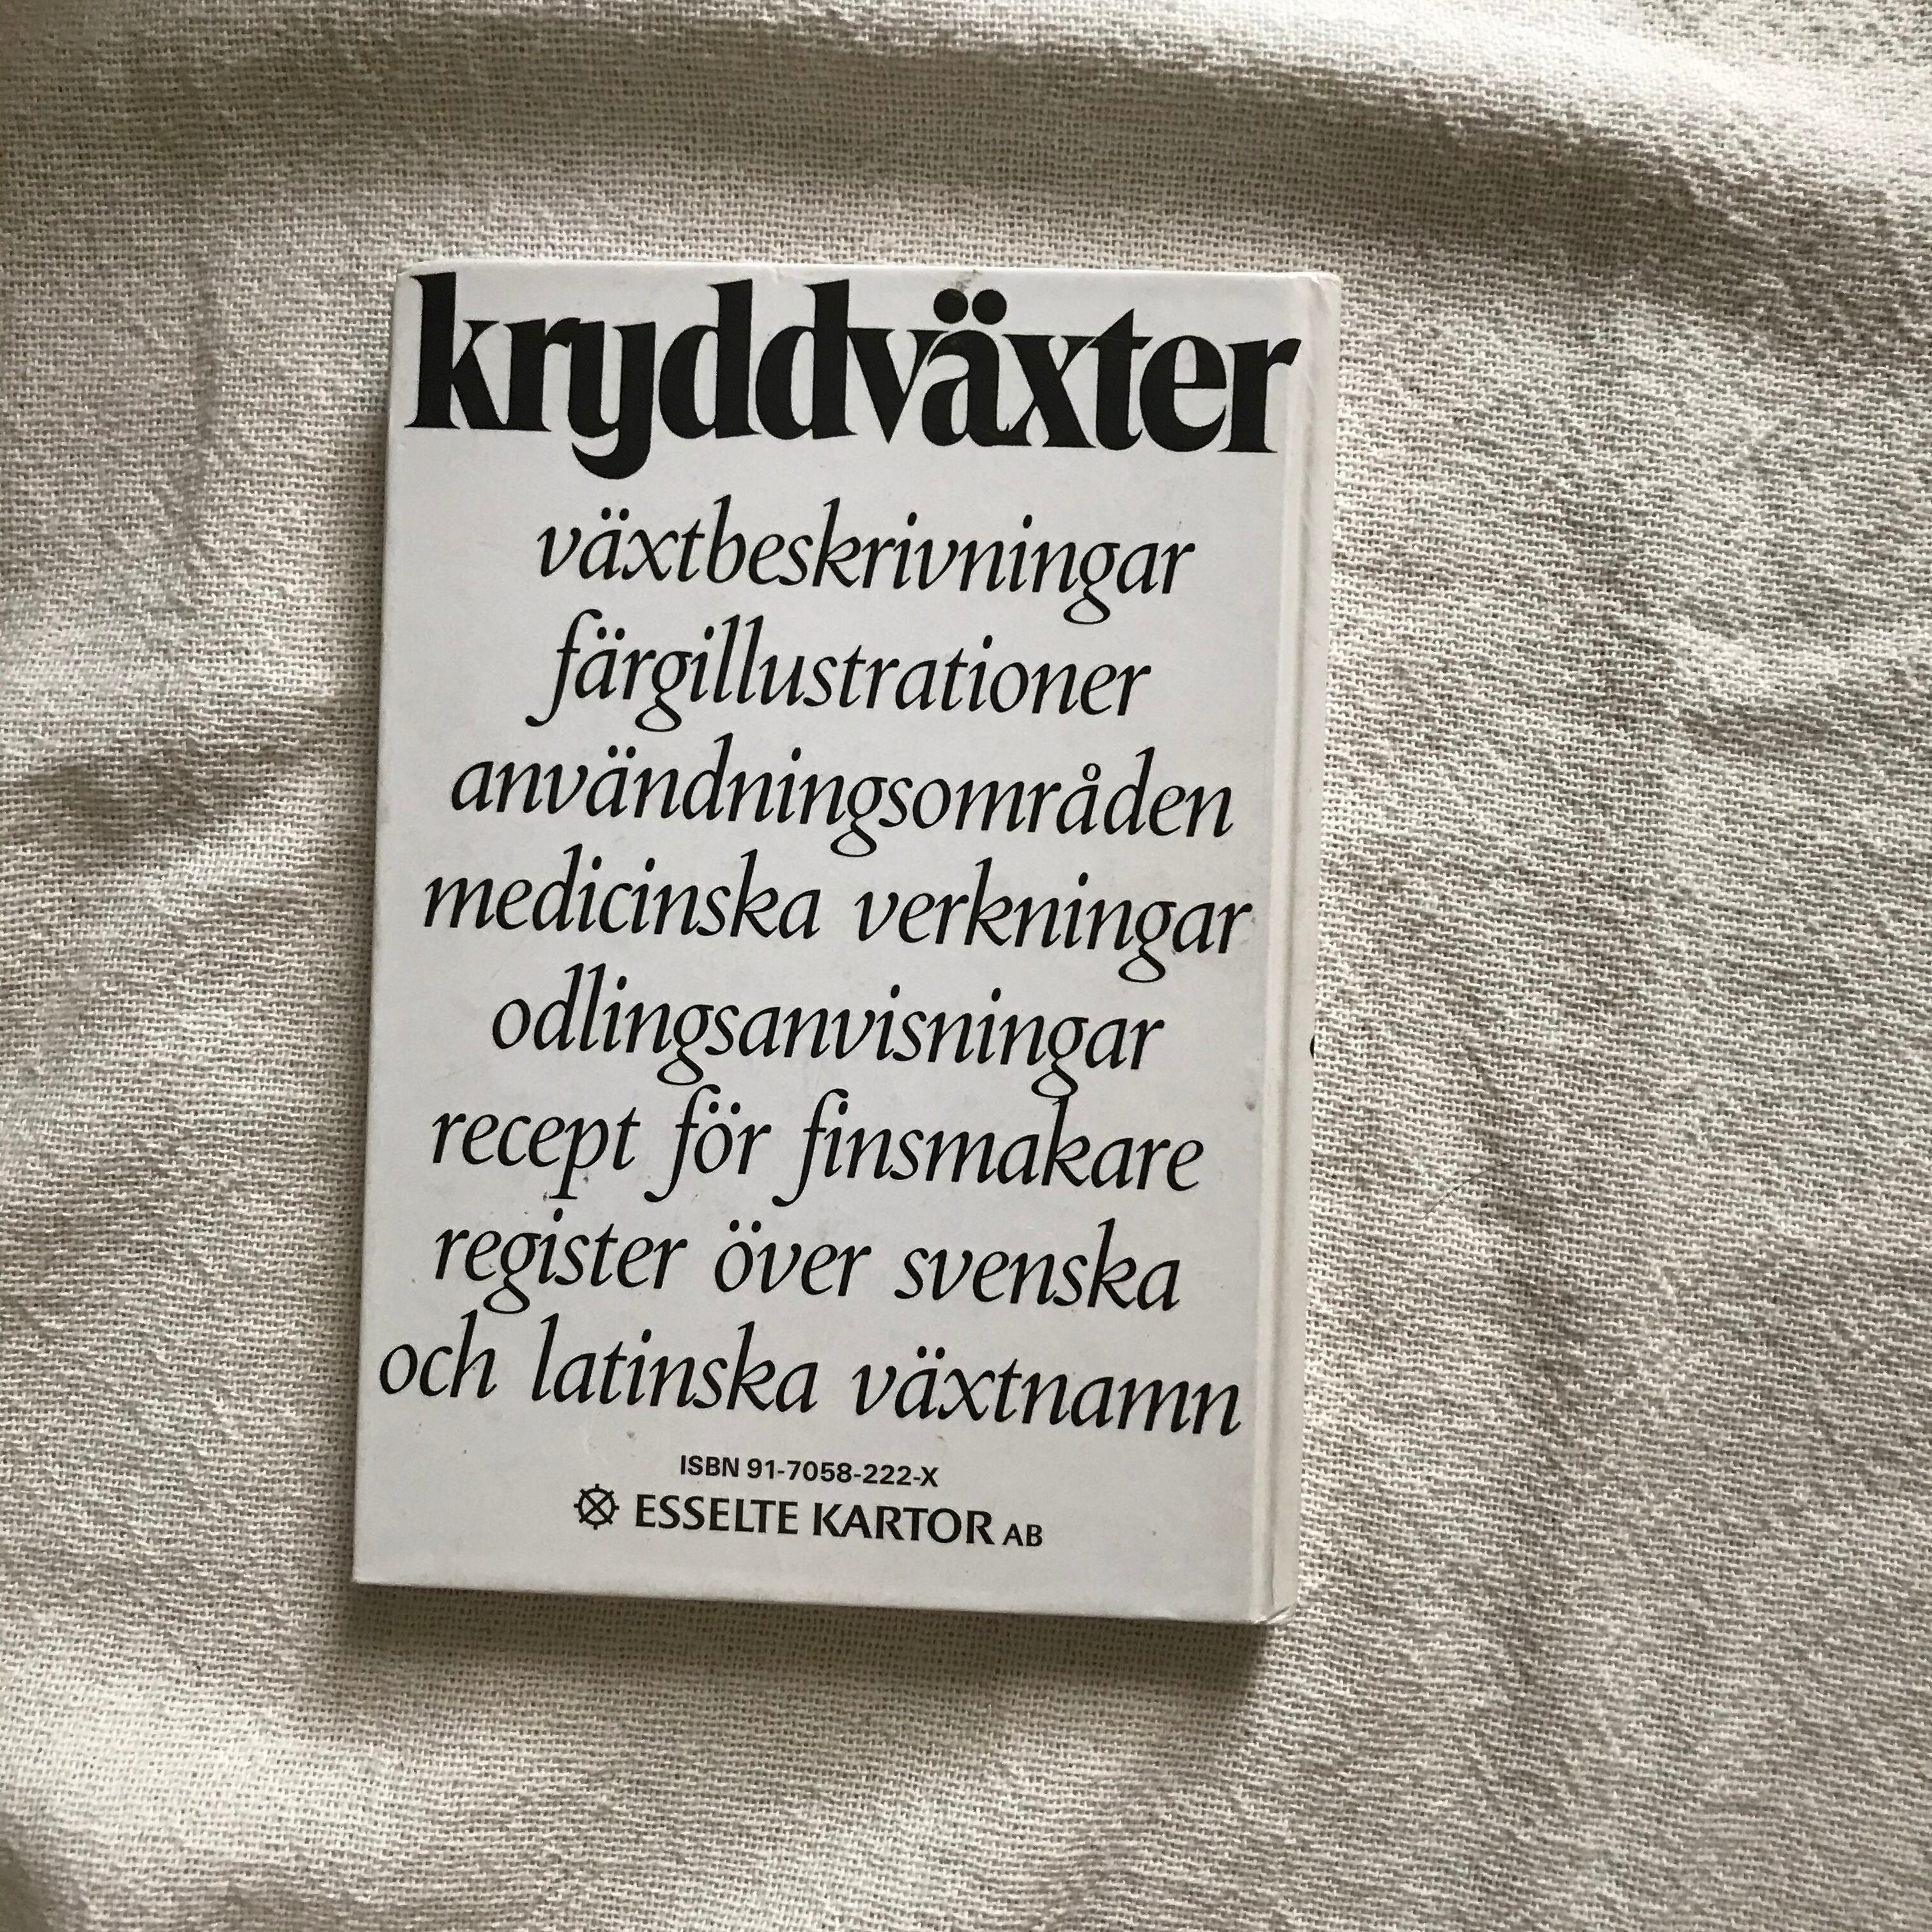 kryddväxter
växtbeskrivningar
färgillustrationer
användningsområden
medicinska verkningar
odlingsanvisningar
recept för finsmakare
register över svenska
och latinska växtnamn
ISBN 91-7058-222-X
ESSELTE KARTOR AB